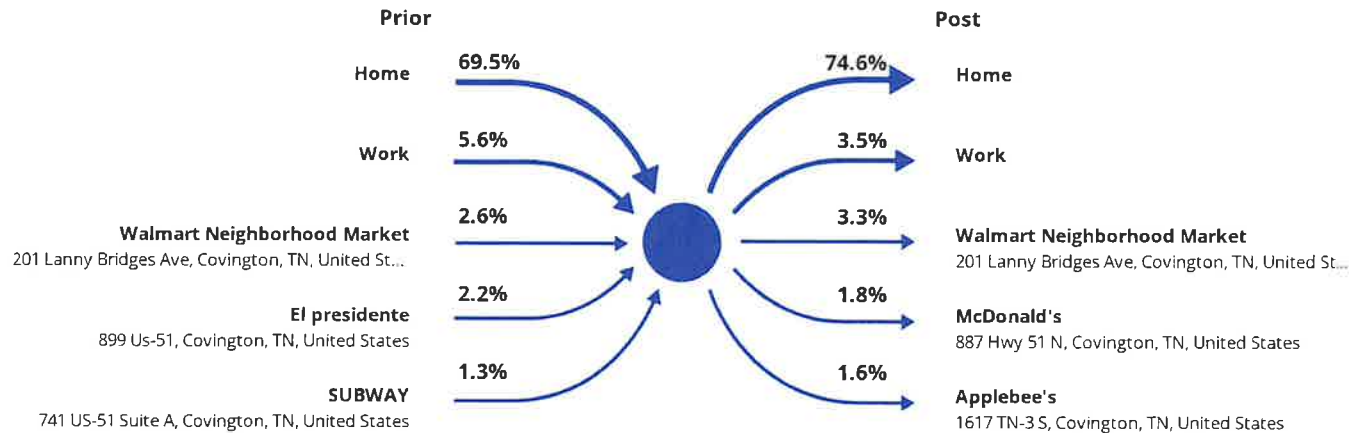 Prior
Post
69.5%
Home
74.6%
Home
5.6%
Work
3.5%
Work
2.6%
Walmart Neighborhood Market
201 Lanny Bridges Ave, Covington, TN, United St...
3.3%
Walmart Neighborhood Market
201 Lanny Bridges Ave, Covington, TN, United St...
2.2%
El presidente
899 Us-51, Covington, TN, United States
1.8%
McDonald's
887 Hwy 51 N, Covington, TN, United States
1.3%
SUBWAY
741 US-51 Suite A, Covington, TN, United States
1.6%
Applebee's
1617 TN-3 S, Covington, TN, United States